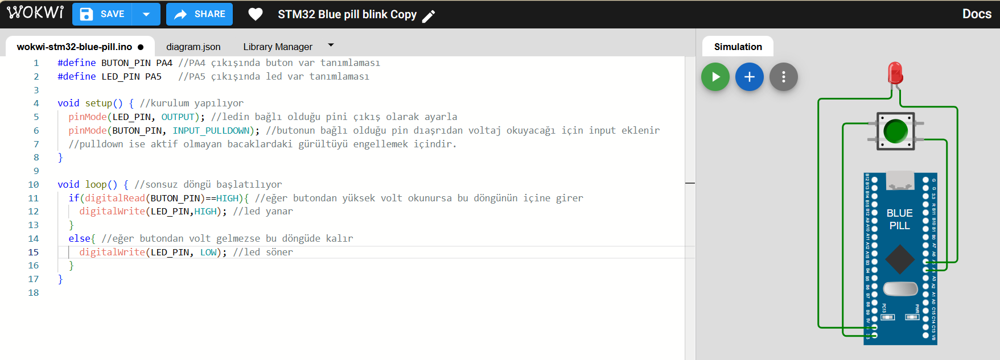 WOKWI SAVE SHARE STM32 Blue pill blink Copy Docs
wokwi-stm32-blue-pill.ino diagram.json Library Manager Simulation
1 #define BUTON_PIN PA4 //PA4 çıkışında buton var tanımlaması
2 #define LED_PIN PA5 //PA5 çıkışında led var tanımlaması
3
4 void setup() { //kurulum yapılıyor
5 pinMode(LED_PIN, OUTPUT); //ledin bağlı olduğu pini çıkış olarak ayarla
6 pinMode(BUTON_PIN, INPUT_PULLDOWN); //butonun bağlı olduğu pin dıaşrıdan voltaj okuyacağı için input eklenir
7 //pulldown ise aktif olmayan bacaklardaki gürültüyü engellemek içindir.
8 }
9
10 void loop() { //sonsuz döngü başlatılıyor
11 if(digitalRead(BUTON_PIN)==HIGH){ //eğer butondan yüksek volt okunursa bu döngünün içine girer
12 digitalWrite(LED_PIN,HIGH); //led yanar
13 }
14 else{ //eğer butondan volt gelmezse bu döngüde kalır
15 digitalWrite(LED_PIN, LOW); //led söner
16 }
17 }
18
BLUE
PILL
B12 B13 B14 B15 B12 A9 A10 A11 A12 A15 B3 B4 B5 B6 B7 B8 B9 5V
G G 3.3 R B11 B10 B1 B0 A7 A6 A5 A4 A3 A2 A1 A0 C15 C14 C13 VB
PC13
PWR